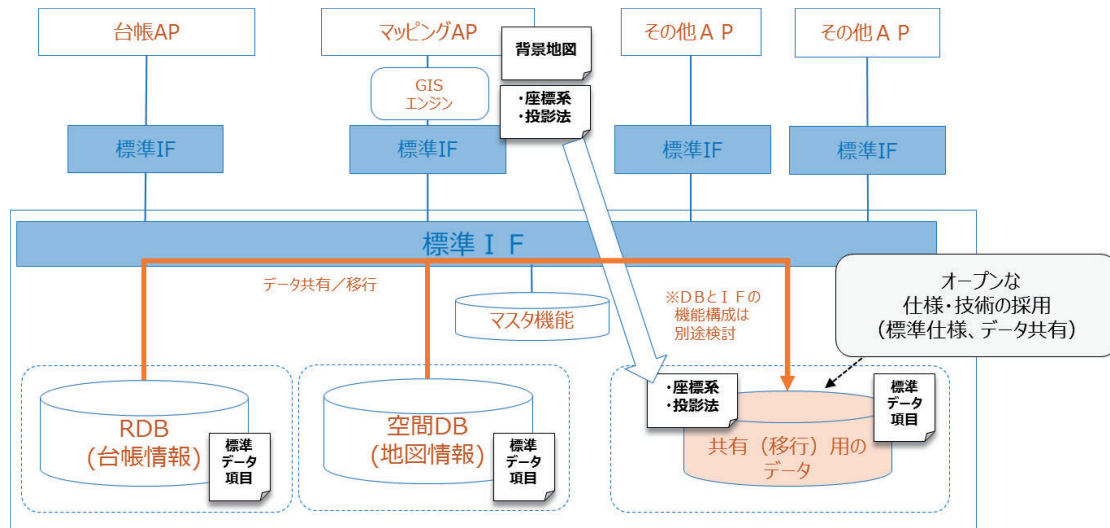 台帳AP
マッピングAP
その他ＡＰ
その他ＡＰ
背景地図
GIS
エンジン
・座標系
・投影法
標準IF
標準IF
標準IF
標準IF
標準ＩＦ
データ共有／移行
マスタ機能
※ＤＢとＩＦの
機能構成は
別途検討
オープンな
仕様・技術の採用
（標準仕様、データ共有）
RDB
(台帳情報)
標準
データ
項目
空間DB
(地図情報)
標準
データ
項目
・座標系
・投影法
標準
データ
項目
共有（移行）用の
データ